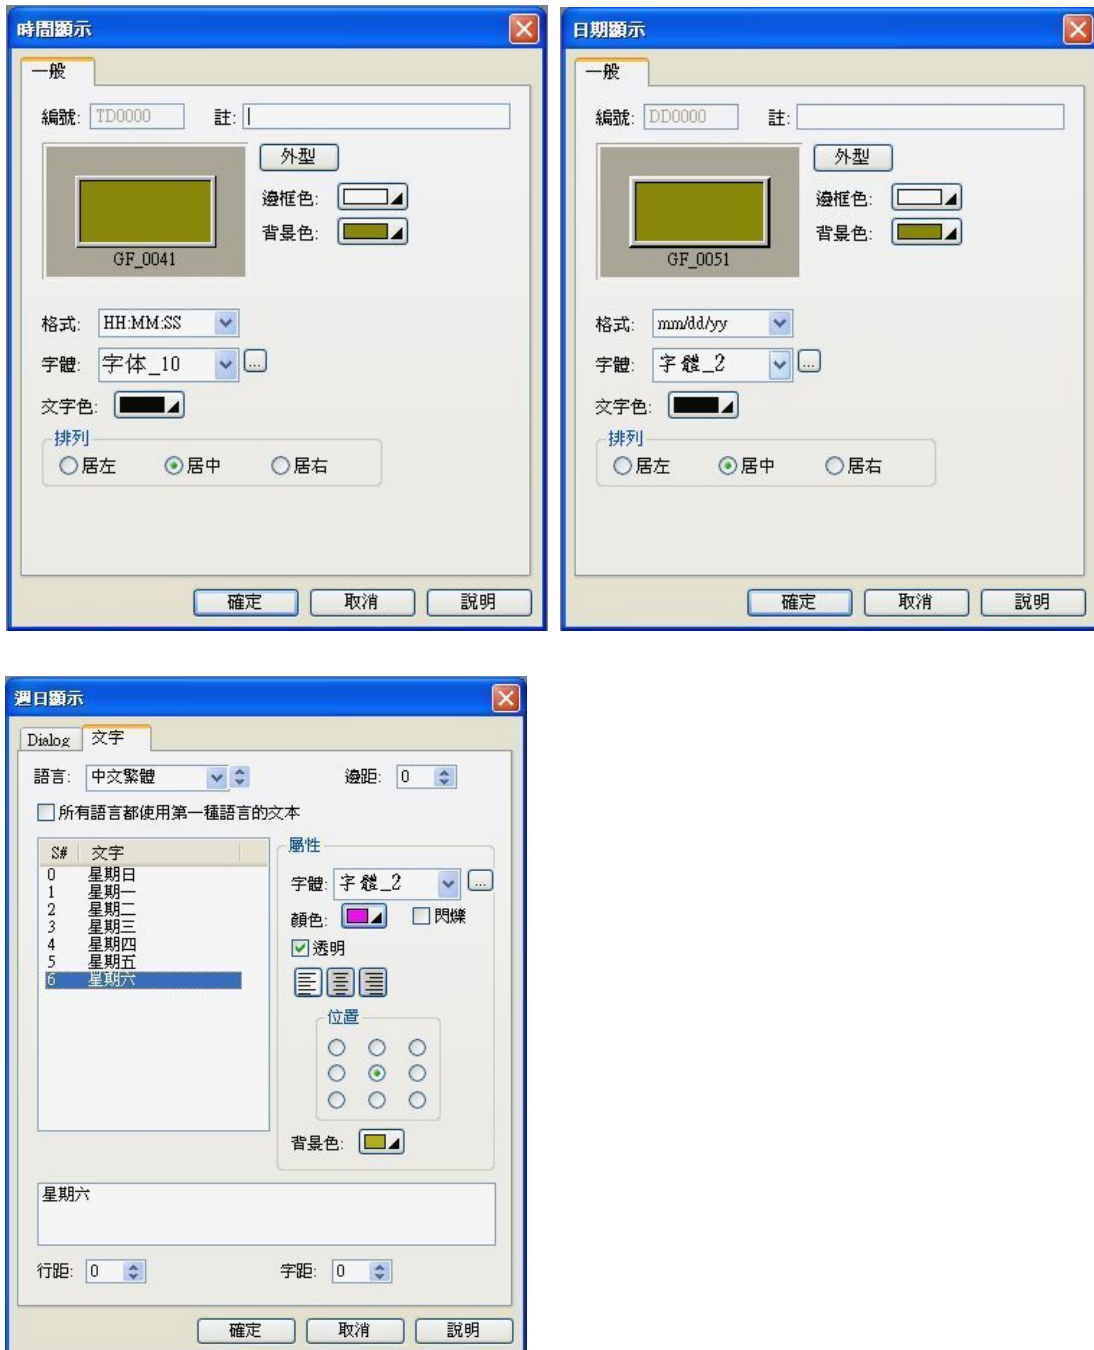 時間顯示
一般
編號: TD0000 註:
外型
邊框色:
背景色:
GF_0041
格式: HH:MM:SS
字體: 字体_10 ...
文字色:
排列
居左 居中 居右
確定 取消 說明
日期顯示
一般
編號: DD0000 註:
外型
邊框色:
背景色:
GF_0051
格式: mm/dd/yy
字體: 字體_2 ...
文字色:
排列
居左 居中 居右
確定 取消 說明
週日顯示
Dialog 文字
語言: 中文繁體 邊距: 0
所有語言都使用第一種語言的文本
S# 文字
0 星期日
1 星期一
2 星期二
3 星期三
4 星期四
5 星期五
6 星期六
屬性
字體: 字體_2 ...
顏色: 閃爍
透明
位置
背景色:
星期六
行距: 0 字距: 0
確定 取消 說明